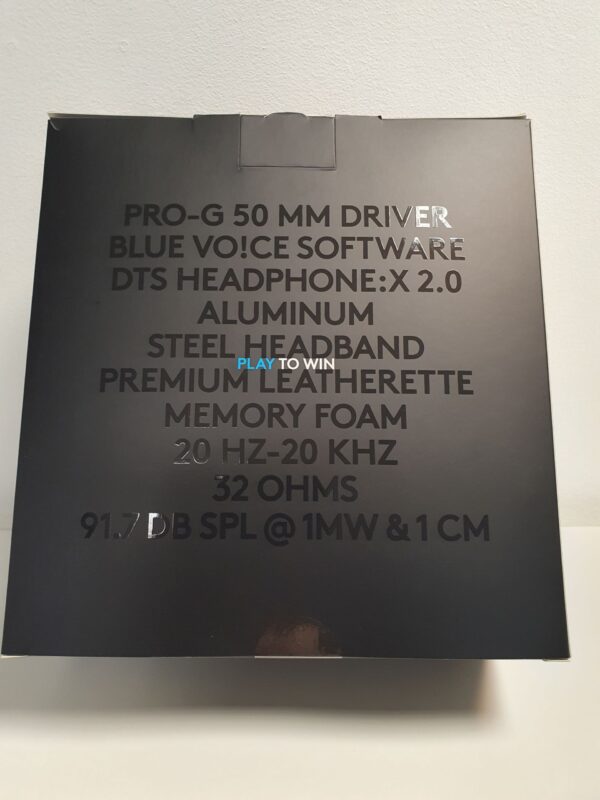 PRO-G 50 MM DRIVER
BLUE VO!CE SOFTWARE
DTS HEADPHONE:X 2.0
ALUMINUM
STEEL HEADBAND
PLAY TO WIN
PREMIUM LEATHERETTE
MEMORY FOAM
20 HZ-20 KHZ
32 OHMS
91.7 DB SPL @ 1MW & 1 CM